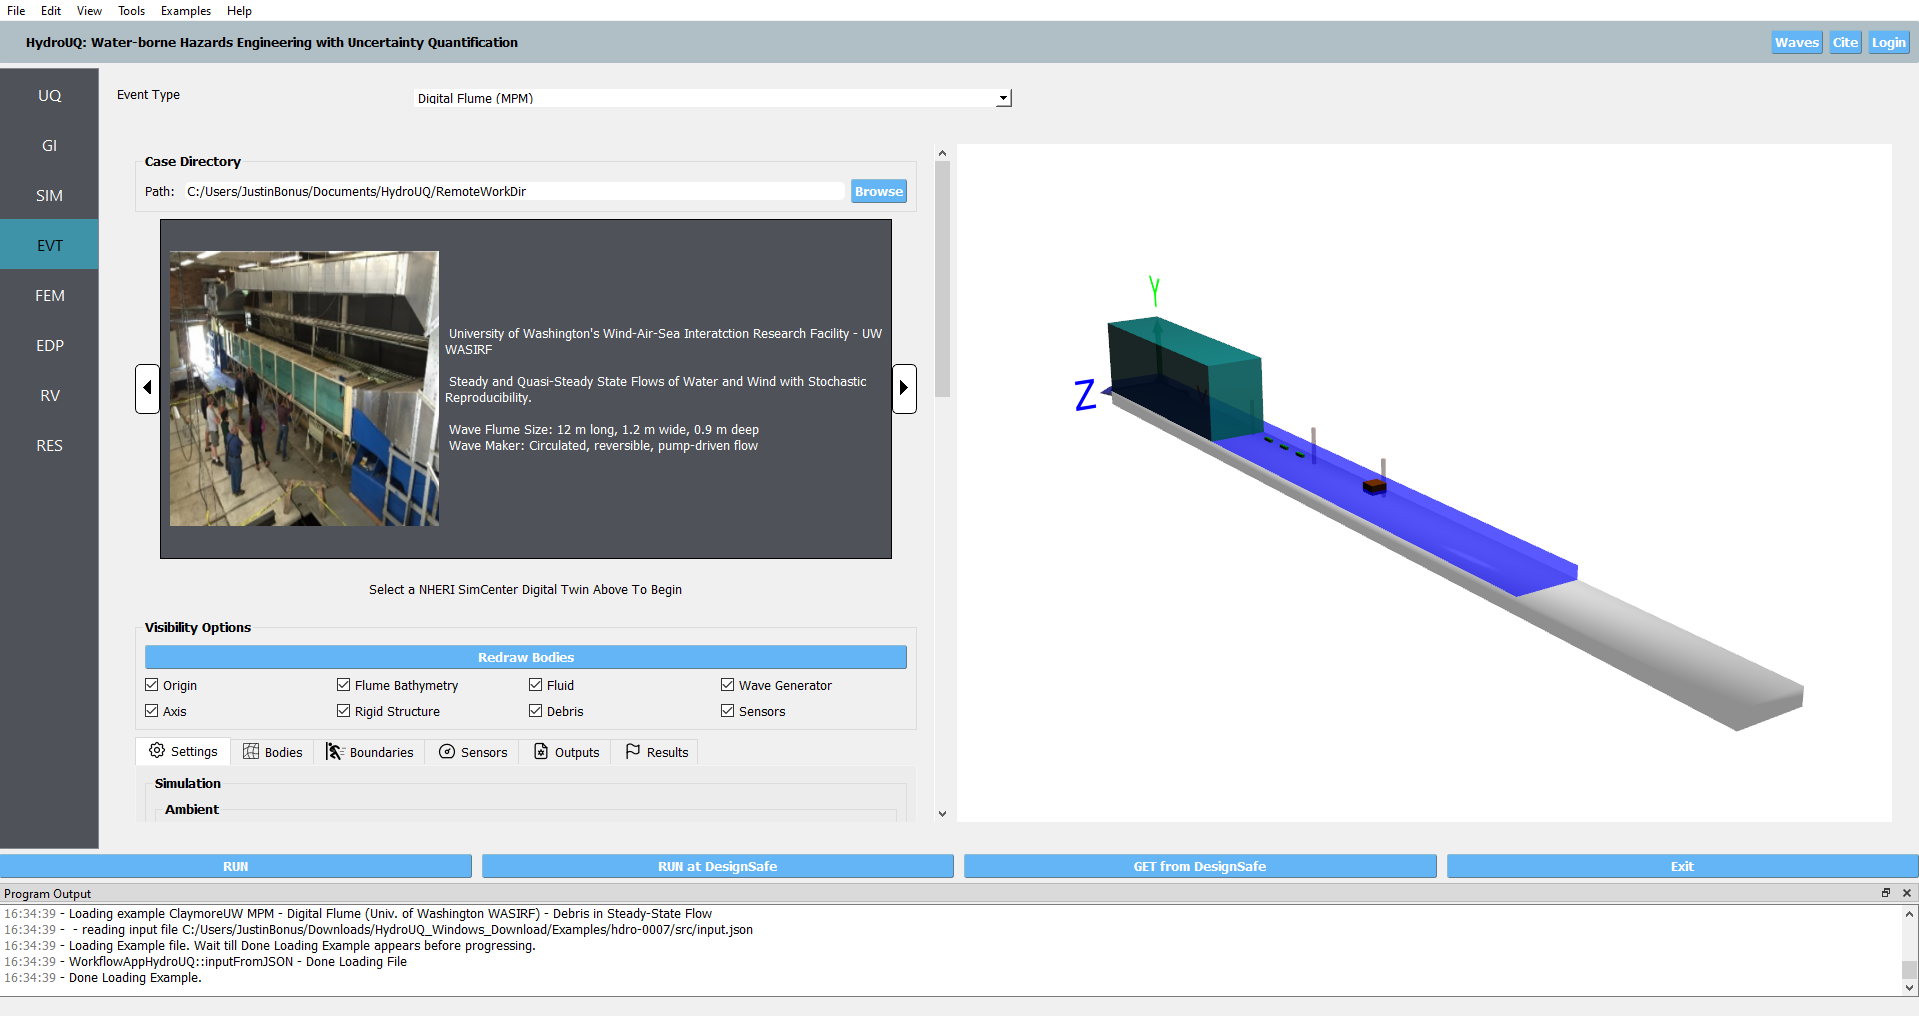 File Edit View Tools Examples Help
HydroUQ: Water-borne Hazards Engineering with Uncertainty Quantification
Waves Cite Login
UQ
GI
SIM
EVT
FEM
EDP
RV
RES
Event Type Digital Flume (MPM)
Case Directory
Path: C:/Users/JustinBonus/Documents/HydroUQ/RemoteWorkDir Browse
University of Washington's Wind-Air-Sea Interatction Research Facility - UW
WASIRF
Steady and Quasi-Steady State Flows of Water and Wind with Stochastic
Reproducibility.
Wave Flume Size: 12 m long, 1.2 m wide, 0.9 m deep
Wave Maker: Circulated, reversible, pump-driven flow
Select a NHERI SimCenter Digital Twin Above To Begin
Visibility Options
Redraw Bodies
Origin Flume Bathymetry Fluid Wave Generator
Axis Rigid Structure Debris Sensors
Settings Bodies Boundaries Sensors Outputs Results
Simulation
Ambient
Y
Z
RUN RUN at DesignSafe GET from DesignSafe Exit
Program Output
16:34:39 - Loading example ClaymoreUW MPM - Digital Flume (Univ. of Washington WASIRF) - Debris in Steady-State Flow
16:34:39 - - reading input file C:/Users/JustinBonus/Downloads/HydroUQ_Windows_Download/Examples/hdro-0007/src/input.json
16:34:39 - Loading Example file. Wait till Done Loading Example appears before progressing.
16:34:39 - WorkflowAppHydroUQ::inputFromJSON - Done Loading File
16:34:39 - Done Loading Example.